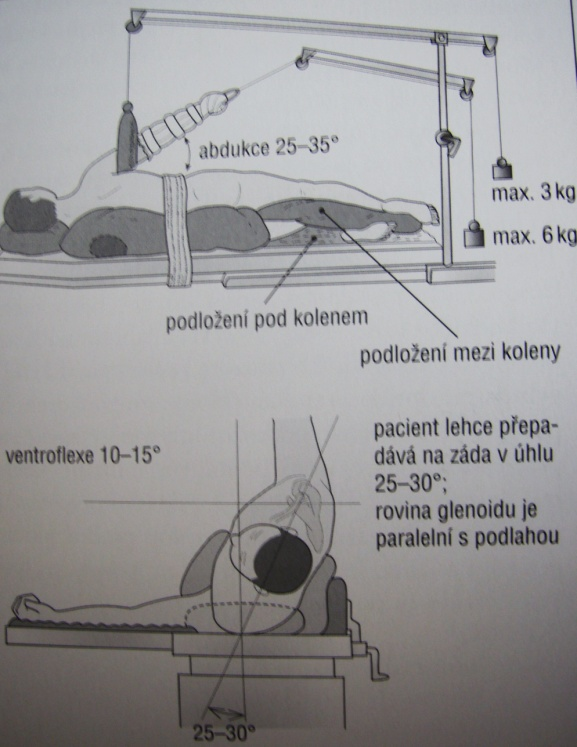 abdukce 25–35°
max. 3 kg
max. 6 kg
podložení pod kolenem
podložení mezi koleny
ventroflexe 10–15°
pacient lehce přepa-
dává na záda v úhlu
25–30°;
rovina glenoidu je
paralelní s podlahou
25–30°